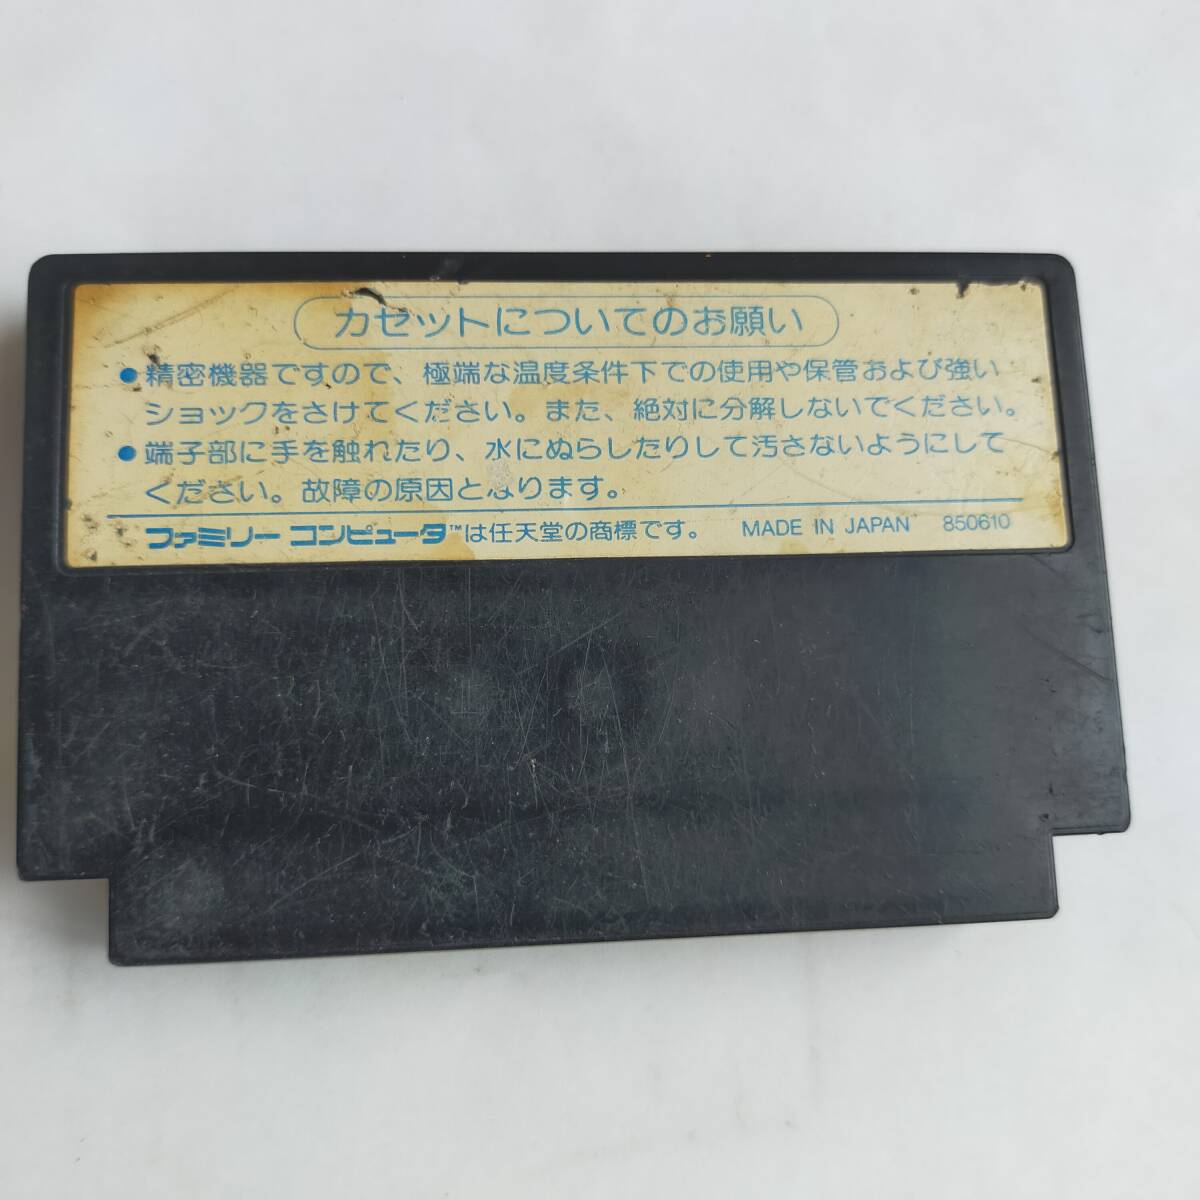 カセットについてのお願い
●精密機器ですので、極端な温度条件下での使用や保管および強い
ショックをさけてください。また、絶対に分解しないでください。
●端子部に手を触れたり、水にぬらしたりして汚さないようにして
ください。故障の原因となります。
ファミリーコンピュータ™は任天堂の商標です。 MADE IN JAPAN 850610